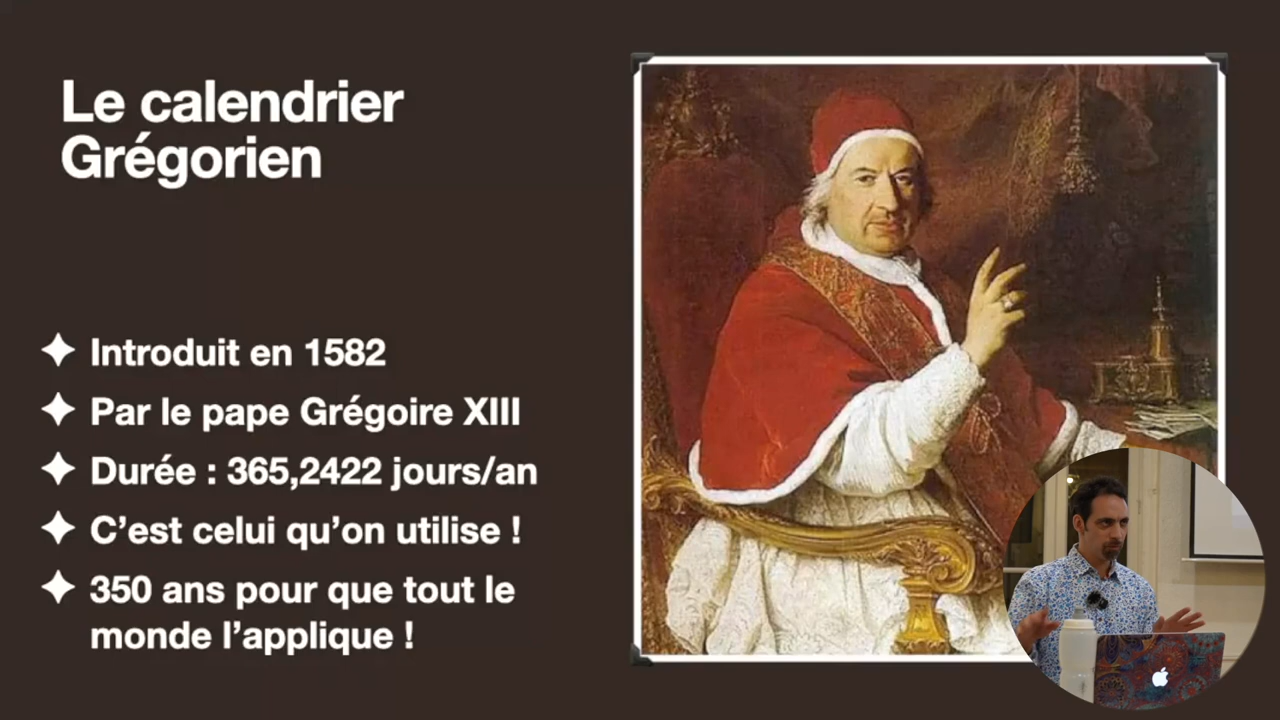 Le calendrier
Grégorien
Introduit en 1582
Par le pape Grégoire XIII
Durée : 365,2422 jours/an
C’est celui qu’on utilise !
350 ans pour que tout le
monde l’applique !